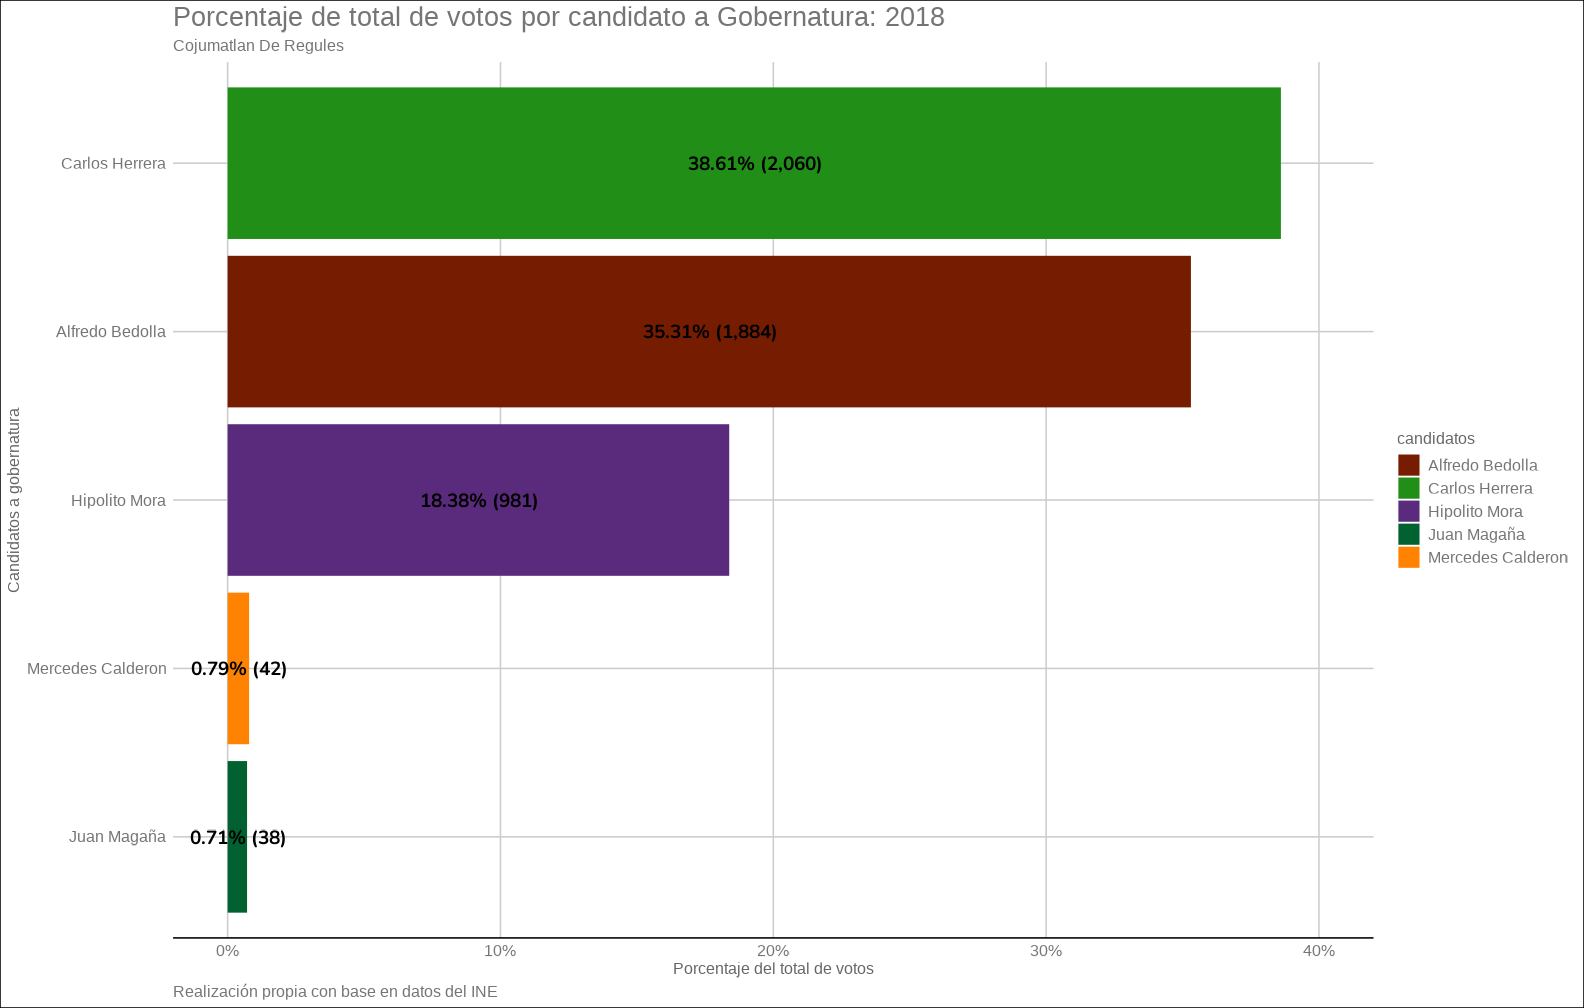 Porcentaje de total de votos por candidato a Gobernatura: 2018
Cojumatlan De Regules
Candidatos a gobernatura
Carlos Herrera
38.61% (2,060)
Alfredo Bedolla
35.31% (1,884)
Hipolito Mora
18.38% (981)
Mercedes Calderon
0.79% (42)
Juan Magaña
0.71% (38)
0% 10% 20% 30% 40%
Porcentaje del total de votos
candidatos
Alfredo Bedolla
Carlos Herrera
Hipolito Mora
Juan Magaña
Mercedes Calderon
Realización propia con base en datos del INE